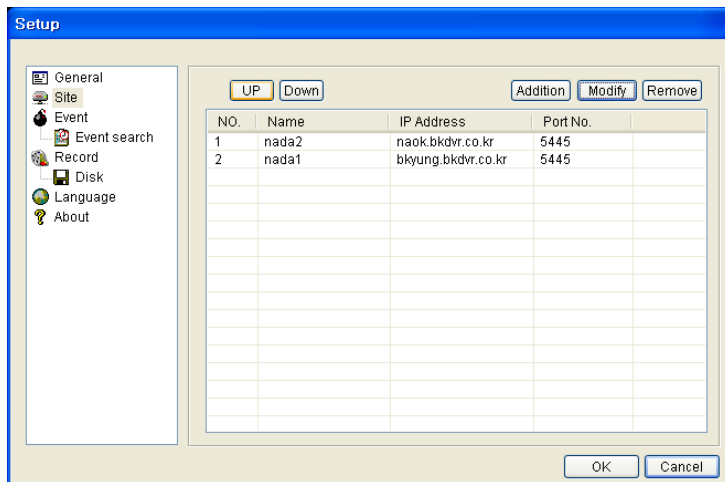 Setup
General
Site
Event
Event search
Record
Disk
Language
About
UP Down Addition Modify Remove
NO. Name IP Address Port No.
1 nada2 naok.bkdvr.co.kr 5445
2 nada1 bkyung.bkdvr.co.kr 5445
OK Cancel